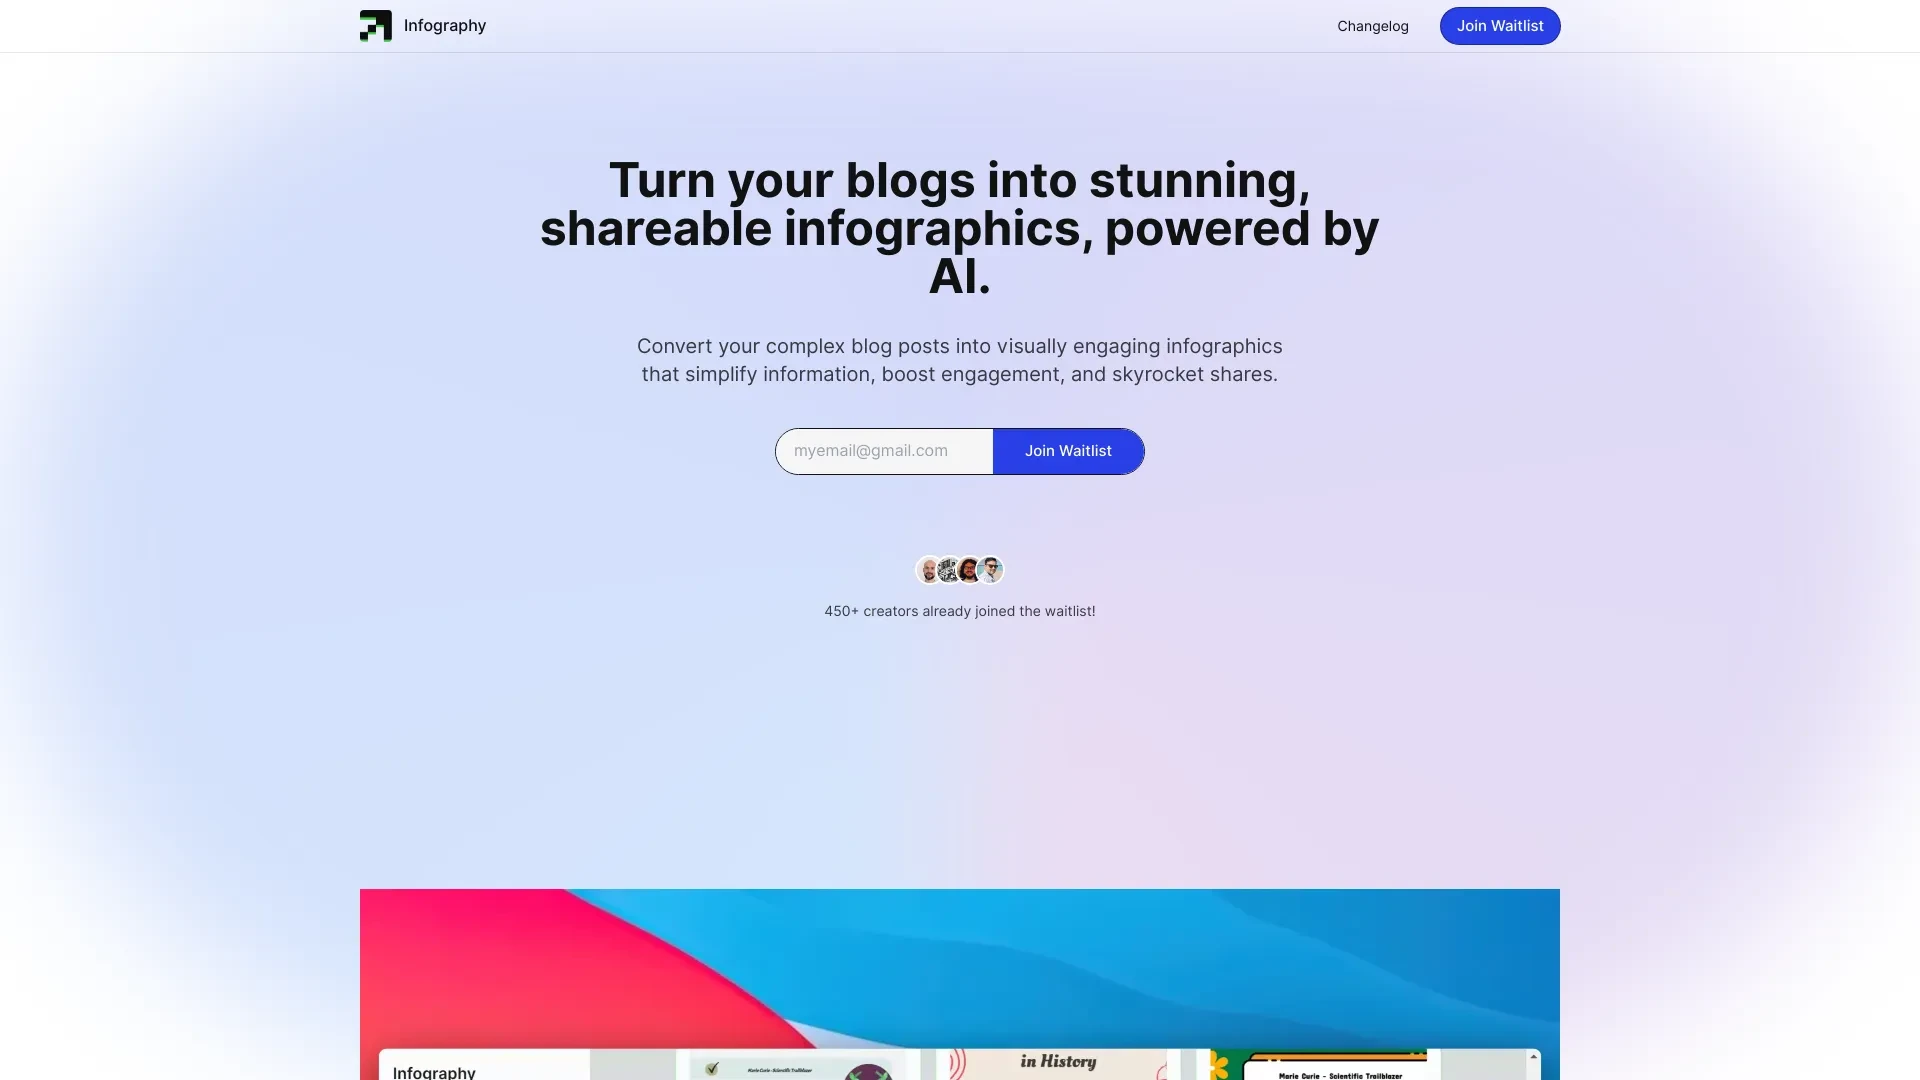 Infography
Changelog
Join Waitlist
Turn your blogs into stunning,
shareable infographics, powered by
AI.
Convert your complex blog posts into visually engaging infographics
that simplify information, boost engagement, and skyrocket shares.
myemail@gmail.com
Join Waitlist
450+ creators already joined the waitlist!
Infography
Marie Curie - Scientific Trailblazer
in History
Marie Curie - Scientific Trailblazer